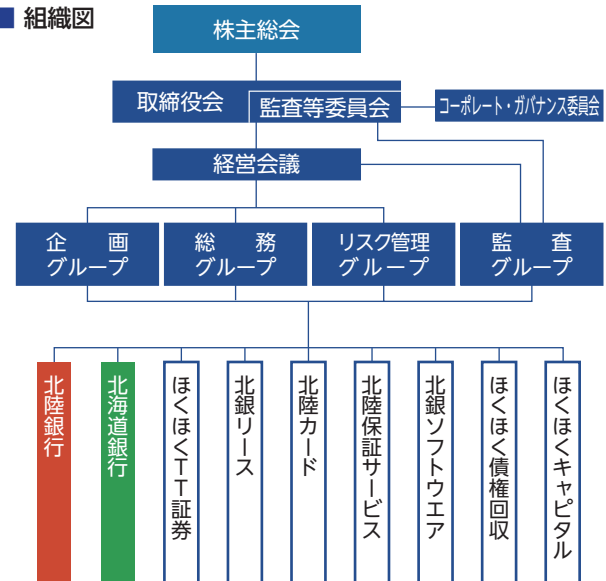 ■ 組織図
株主総会
取締役会
監査等委員会
コーポレート・ガバナンス委員会
経営会議
企画
グループ
総務
グループ
リスク管理
グループ
監査
グループ
北陸銀行
北海道銀行
ほくほくTT証券
北銀リース
北陸カード
北陸保証サービス
北銀ソフトウエア
ほくほく債権回収
ほくほくキャピタル